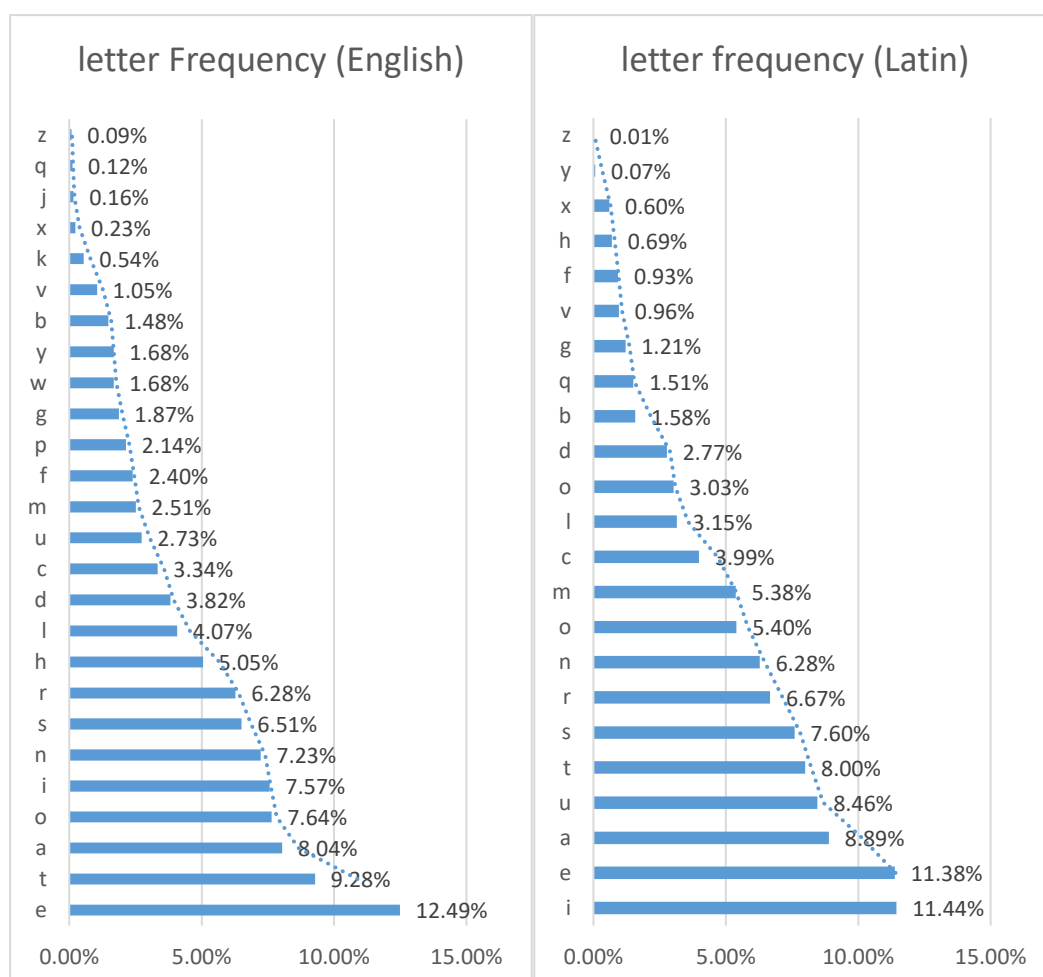 letter Frequency (English)
z 0.09%
q 0.12%
j 0.16%
x 0.23%
k 0.54%
v 1.05%
b 1.48%
y 1.68%
w 1.68%
g 1.87%
p 2.14%
f 2.40%
m 2.51%
u 2.73%
c 3.34%
d 3.82%
l 4.07%
h 5.05%
r 6.28%
s 6.51%
n 7.23%
i 7.57%
o 7.64%
a 8.04%
t 9.28%
e 12.49%
0.00% 5.00% 10.00% 15.00%
letter frequency (Latin)
z 0.01%
y 0.07%
x 0.60%
h 0.69%
f 0.93%
v 0.96%
g 1.21%
q 1.51%
b 1.58%
d 2.77%
o 3.03%
l 3.15%
c 3.99%
m 5.38%
o 5.40%
n 6.28%
r 6.67%
s 7.60%
t 8.00%
u 8.46%
a 8.89%
e 11.38%
i 11.44%
0.00% 5.00% 10.00% 15.00%